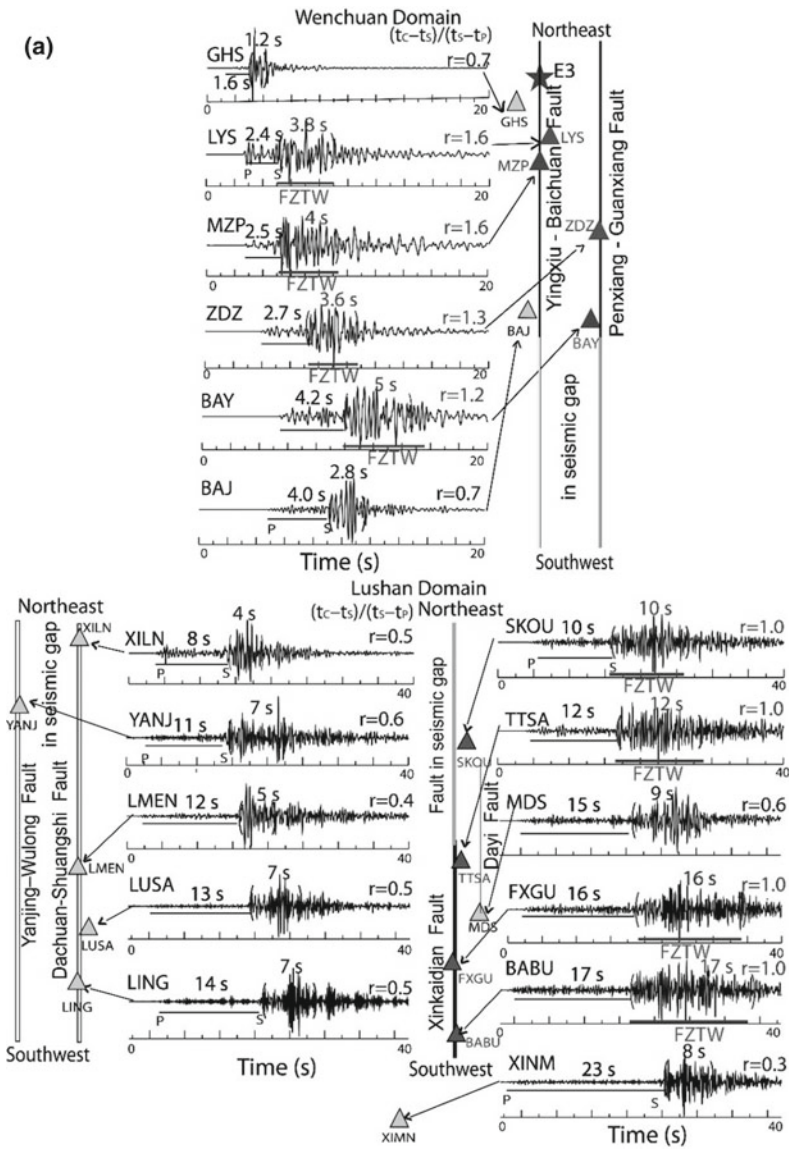 (a)
Wenchuan Domain
(tc–ts)/(ts–tP)
Northeast
GHS
1.2 s
r=0.7
1.6 s
0
20
E3
GHS
LYS
2.4 s
3.8 s
r=1.6
P
S
FZTW
0
20
LYS
MZP
MZP
2.5 s
4 s
r=1.6
FZTW
0
20
Yingxiu - Baichuan Fault
Penxiang - Guanxiang Fault
ZDZ
ZDZ
2.7 s
3.6 s
r=1.3
FZTW
0
20
BAJ
BAY
BAY
4.2 s
5 s
r=1.2
FZTW
0
20
in seismic gap
BAJ
4.0 s
2.8 s
r=0.7
P
S
0
20
Time (s)
Southwest
Lushan Domain
Northeast
(tc–ts)/(ts–tP)
Northeast
XILN
XILN
8 s
4 s
r=0.5
P
S
0
40
YANJ
in seismic gap
YANJ
11 s
7 s
r=0.6
P
S
0
40
LMEN
12 s
5 s
r=0.4
0
40
LMEN
Yanjing–Wulong Fault
Dachuan-Shuangshi Fault
LUSA
13 s
7 s
r=0.5
0
40
LUSA
LING
14 s
7 s
r=0.5
P
S
0
40
LING
Southwest
Time (s)
SKOU
10 s
10 s
r=1.0
P
S
FZTW
0
40
Fault in seismic gap
SKOU
TTSA
12 s
12 s
r=1.0
FZTW
0
40
Dayi Fault
TTSA
MDS
15 s
9 s
r=0.6
0
40
MDS
Xinkaidian Fault
FXGU
16 s
16 s
r=1.0
FZTW
0
40
FXGU
BABU
17 s
17 s
r=1.0
FZTW
0
40
BABU
Southwest
XINM
23 s
8 s
r=0.3
P
S
0
40
XIMN
Time (s)